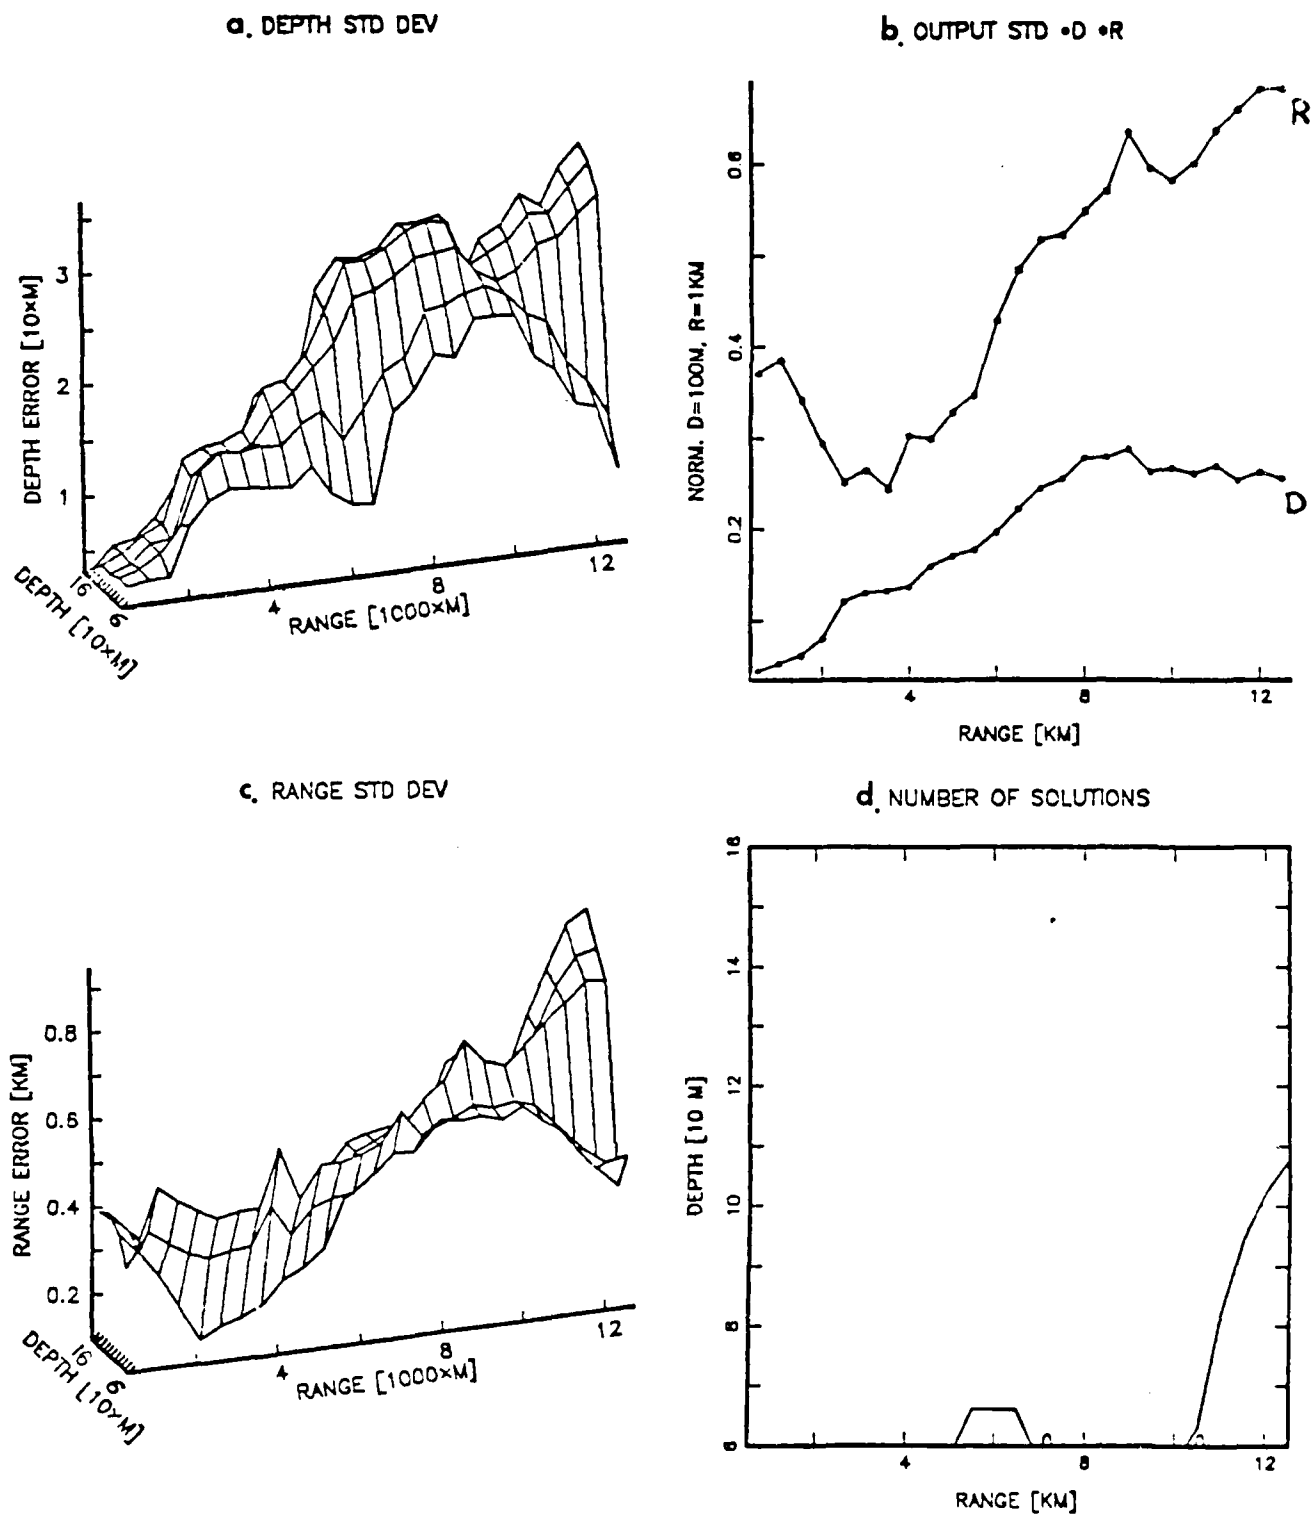 a. DEPTH STD DEV
3
2
1
DEPTH ERROR [10×M]
16
6
DEPTH [10×M]
4
8
12
RANGE [1000×M]
b. OUTPUT STD •D •R
0.6
0.4
0.2
NORM. D=100M, R=1KM
R
D
4
8
12
RANGE [KM]
c. RANGE STD DEV
0.8
0.6
0.4
0.2
RANGE ERROR [KM]
16
6
DEPTH [10×M]
4
8
12
RANGE [1000×M]
d. NUMBER OF SOLUTIONS
16
14
12
10
8
6
DEPTH [10 M]
4
8
12
RANGE [KM]